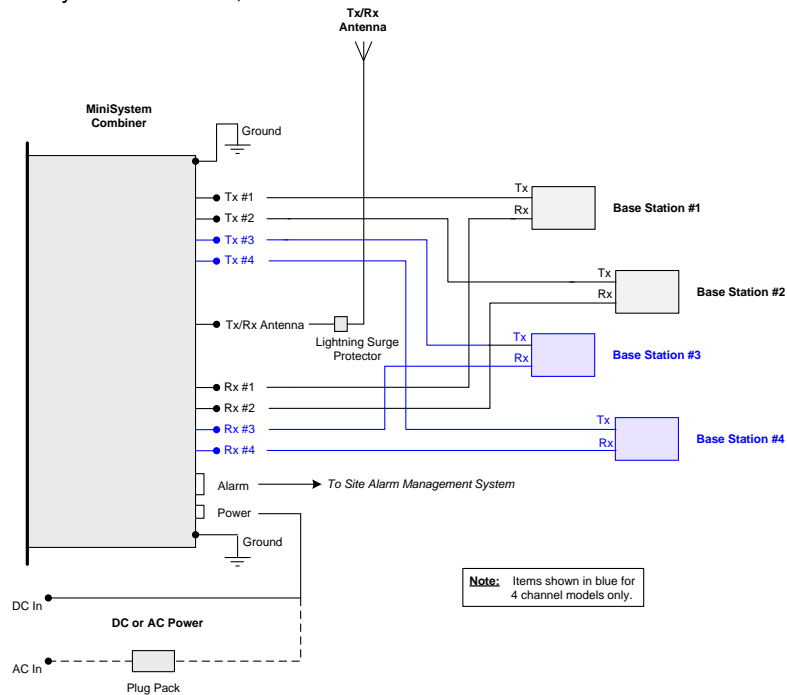 Tx/Rx
Antenna
MiniSystem
Combiner
Ground
Tx #1
Tx #2
Tx #3
Tx #4
Tx
Rx
Base Station #1
Tx
Rx
Base Station #2
Tx/Rx Antenna
Lightning Surge
Protector
Tx
Rx
Base Station #3
Rx #1
Rx #2
Rx #3
Rx #4
Tx
Rx
Base Station #4
Alarm
To Site Alarm Management System
Power
Ground
Note: Items shown in blue for
4 channel models only.
DC In
DC or AC Power
AC In
Plug Pack